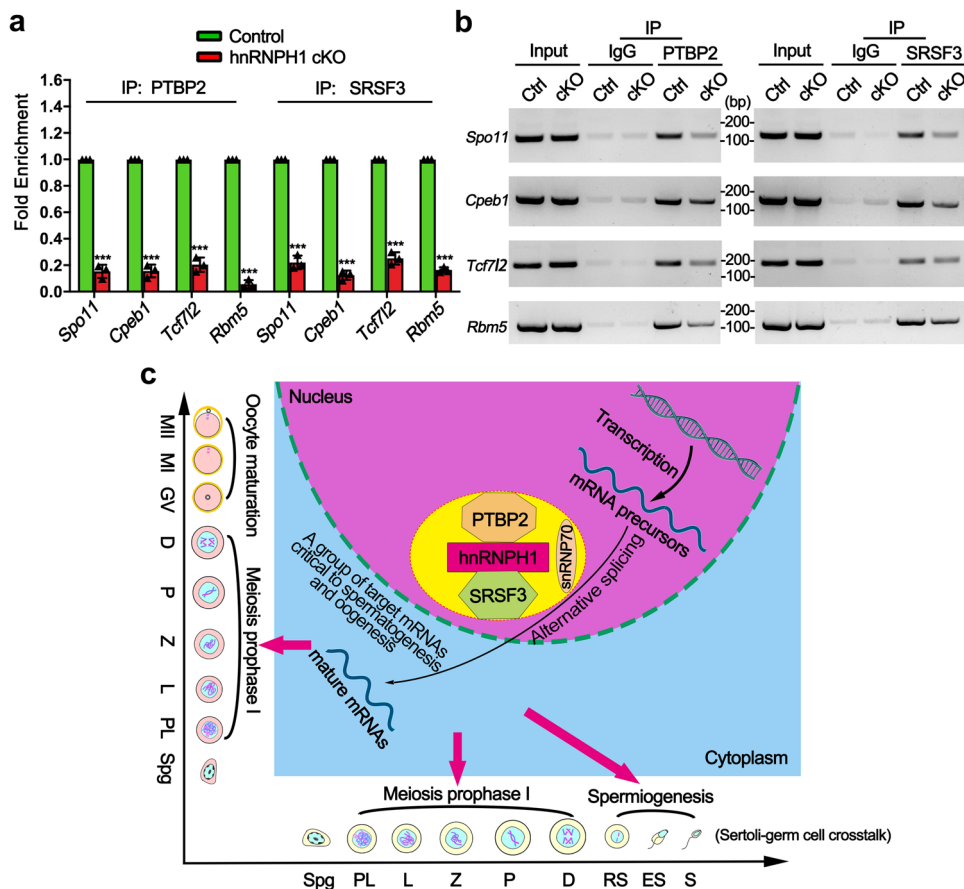 a
Control
hnRNPH1 cKO
IP: PTBP2
IP: SRSF3
Fold Enrichment
1.6
1.4
1.2
1.0
0.8
0.6
0.4
0.2
0.0
*** *** *** *** *** *** *** ***
Spo11 Cpeb1 Tcf7l2 Rbm5 Spo11 Cpeb1 Tcf7l2 Rbm5
b
IP
Input IgG PTBP2
Ctrl cKO Ctrl cKO Ctrl cKO
(bp)
IP
Input IgG SRSF3
Ctrl cKO Ctrl cKO Ctrl cKO
Spo11
-200-
-100-
Cpeb1
-200-
-100-
Tcf7l2
-200-
-100-
Rbm5
-200-
-100-
c
Nucleus
Transcription
mRNA precursors
Alternative splicing
PTBP2
hnRNPH1
snRNP70
SRSF3
A group of target mRNAs
critical to spermatogenesis
and oogenesis
mature mRNAs
Cytoplasm
MII
MI
GV
D
P
Z
L
PL
Spg
Oocyte maturation
Meiosis prophase I
Meiosis prophase I
Spermiogenesis
(Sertoli-germ cell crosstalk)
Spg PL L Z P D RS ES S